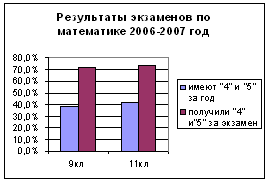 Результаты экзаменов по
математике 2006-2007 год
80,0%
70,0%
60,0%
50,0%
40,0%
30,0%
20,0%
10,0%
0,0%
9кл
11кл
имеют "4" и "5"
за год
получили "4"
и"5" за экзамен